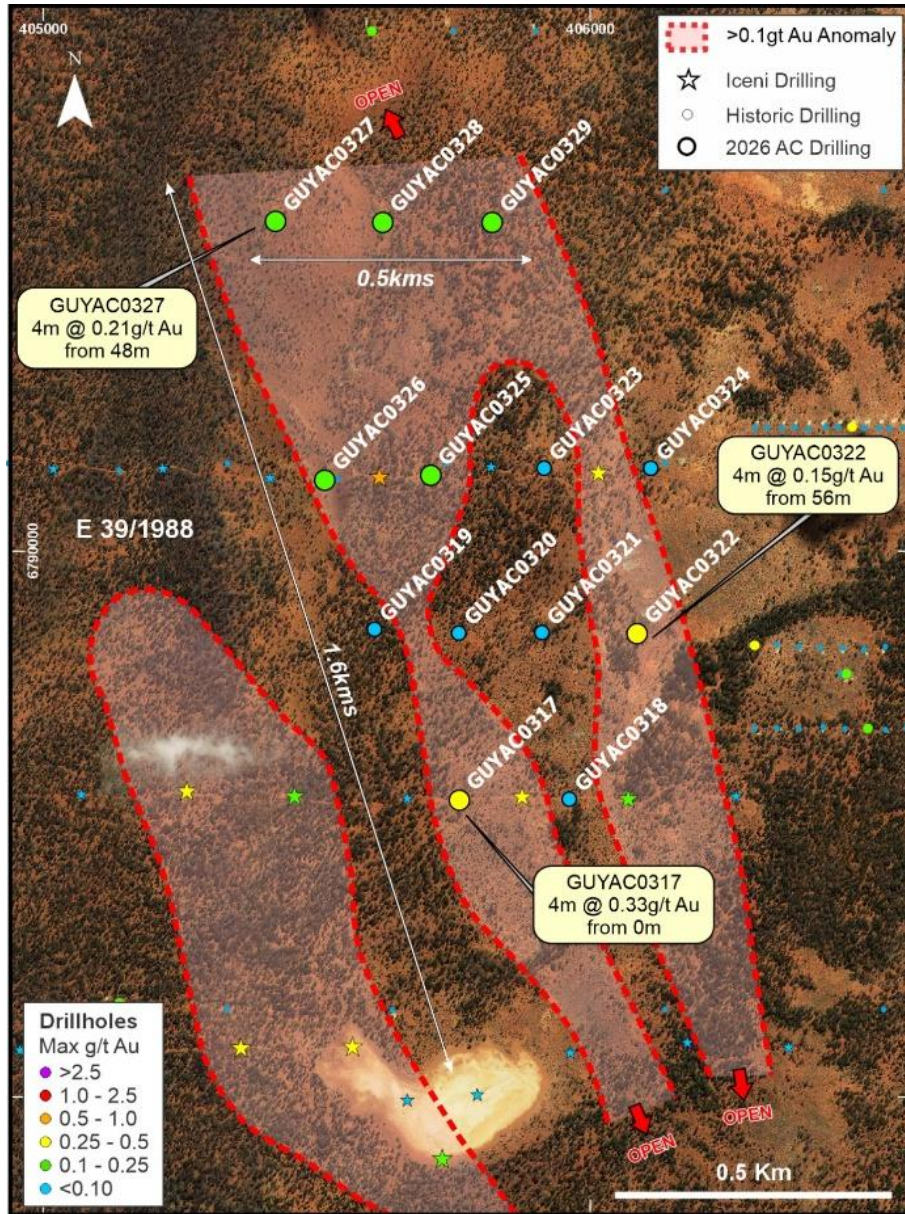 405000
406000
N
>0.1gt Au Anomaly
Iceni Drilling
Historic Drilling
2026 AC Drilling
OPEN
GUYAC0327
GUYAC0328
GUYAC0329
0.5kms
GUYAC0327
4m @ 0.21g/t Au
from 48m
GUYAC0326
GUYAC0325
GUYAC0323
GUYAC0324
GUYAC0322
4m @ 0.15g/t Au
from 56m
E 39/1988
6790000
GUYAC0319
GUYAC0320
GUYAC0321
GUYAC0322
1.6kms
GUYAC0317
GUYAC0318
GUYAC0317
4m @ 0.33g/t Au
from 0m
Drillholes
Max g/t Au
>2.5
1.0 - 2.5
0.5 - 1.0
0.25 - 0.5
0.1 - 0.25
<0.10
OPEN
OPEN
0.5 Km